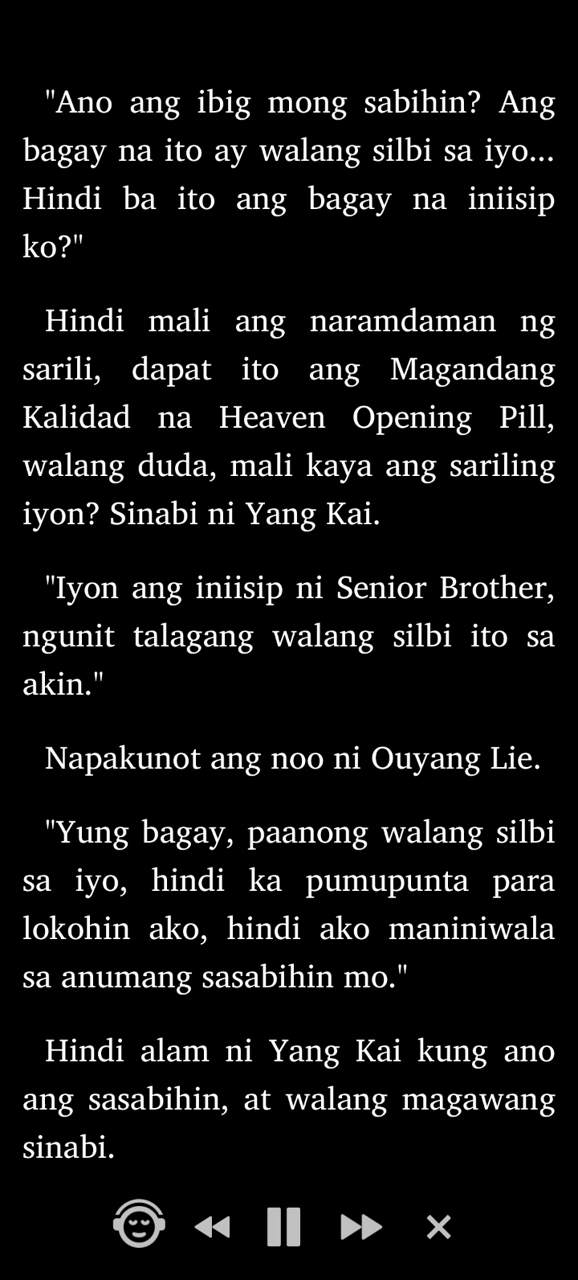 "Ano ang ibig mong sabihin? Ang
bagay na ito ay walang silbi sa iyo...
Hindi ba ito ang bagay na iniisip
ko?"
Hindi mali ang naramdaman ng
sarili, dapat ito ang Magandang
Kalidad na Heaven Opening Pill,
walang duda, mali kaya ang sariling
iyon? Sinabi ni Yang Kai.
"Iyon ang iniisip ni Senior Brother,
ngunit talagang walang silbi ito sa
akin."
Napakunot ang noo ni Ouyang Lie.
"Yung bagay, paanong walang silbi
sa iyo, hindi ka pumupunta para
lokohin ako, hindi ako maniniwala
sa anumang sasabihin mo."
Hindi alam ni Yang Kai kung ano
ang sasabihin, at walang magawang
sinabi.